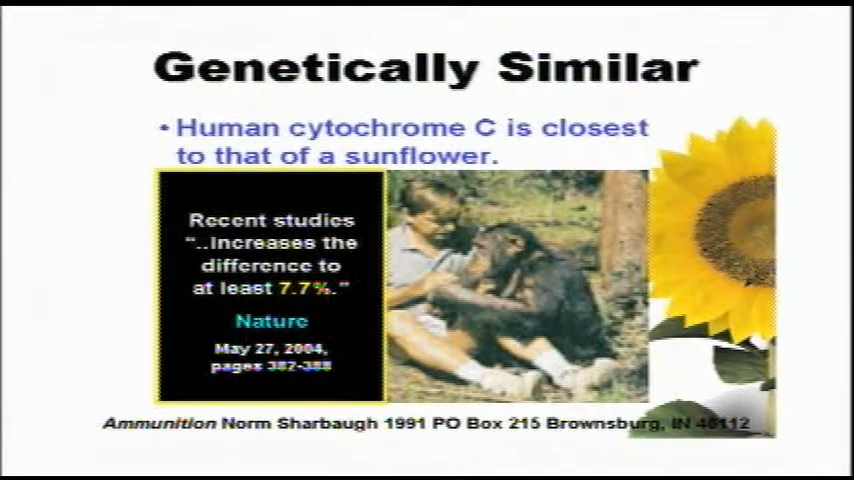 Genetically Similar
• Human cytochrome C is closest
to that of a sunflower.
Recent studies
"..increases the
difference to
at least 7.7%."
Nature
May 27, 2004,
pages 382-388
Ammunition Norm Sharbaugh 1991 PO Box 215 Brownsburg, IN 46112